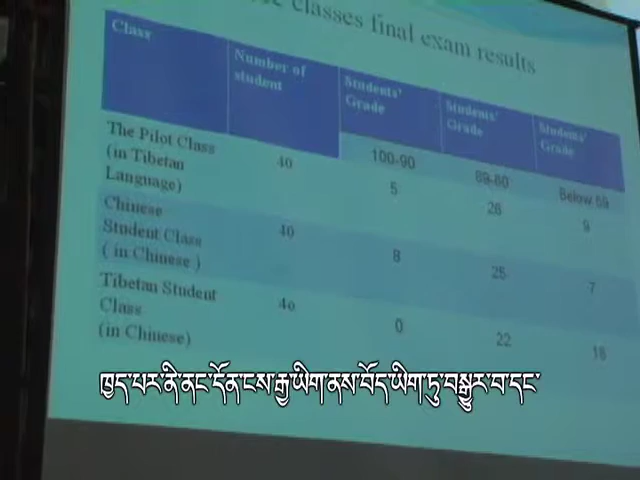 classes final exam results
Class
Number of student
Students' Grade
Students' Grade
Students' Grade
100-90
89-60
Below 59
The Pilot Class
(in Tibetan
Language)
40
5
26
9
Chinese
Student Class
( in Chinese )
40
8
25
7
Tibetan Student
Class
(in Chinese)
40
0
22
18
ཁྱད་པར་ནི་ནང་དོན་ངས་རྒྱ་ཡིག་ནས་བོད་ཡིག་ཏུ་བསྒྱུར་བ་དང་